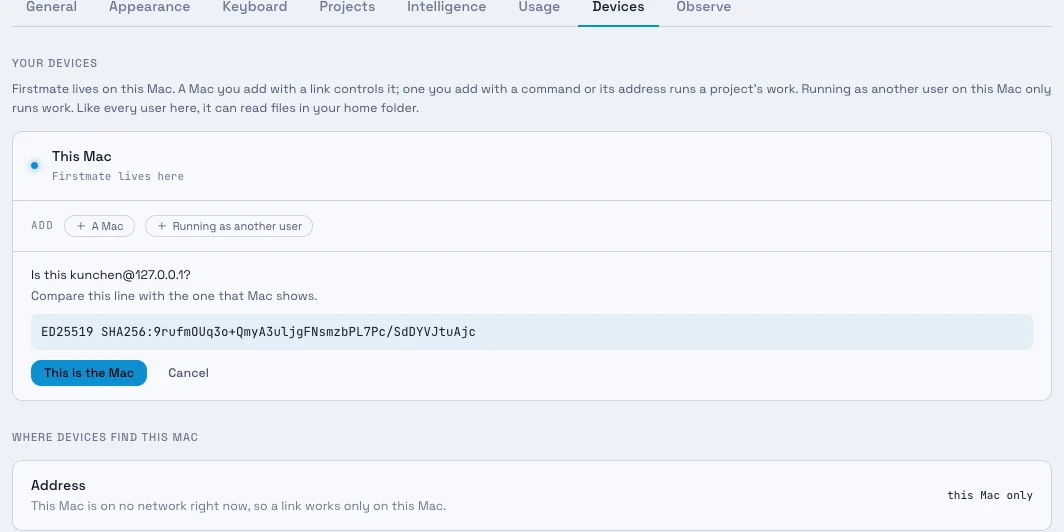 General Appearance Keyboard Projects Intelligence Usage Devices Observe
YOUR DEVICES
Firstmate lives on this Mac. A Mac you add with a link controls it; one you add with a command or its address runs a project's work. Running as another user on this Mac only
runs work. Like every user here, it can read files in your home folder.
This Mac
Firstmate lives here
ADD + A Mac + Running as another user
Is this kunchen@127.0.0.1?
Compare this line with the one that Mac shows.
ED25519 SHA256:9rufmOUq3o+QmyA3uljgFNsmzbPL7Pc/SdDYVJtuAjc
This is the Mac Cancel
WHERE DEVICES FIND THIS MAC
Address
This Mac is on no network right now, so a link works only on this Mac.
this Mac only